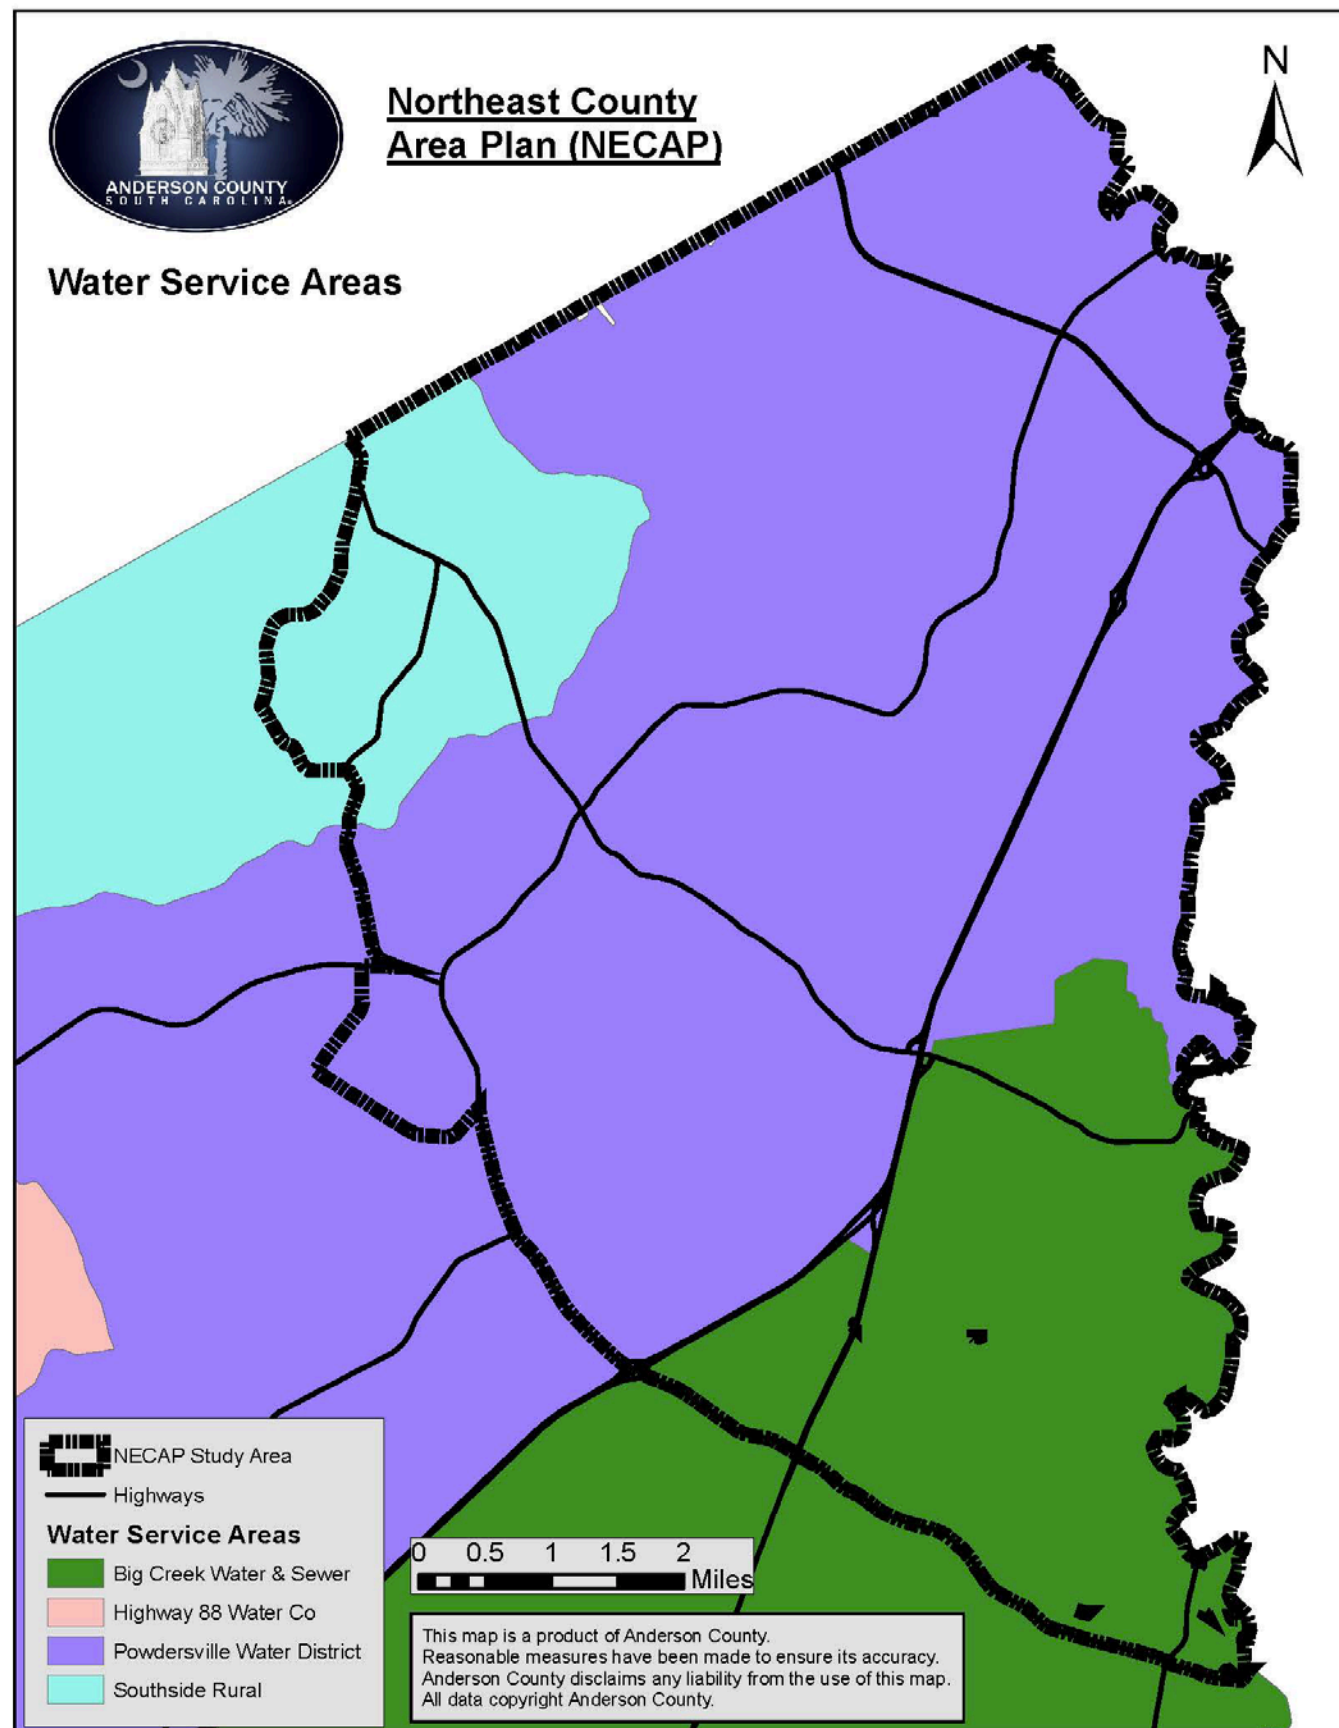 ANDERSON COUNTY
SOUTH CAROLINA
Northeast County
Area Plan (NECAP)
N
Water Service Areas
NECAP Study Area
Highways
Water Service Areas
Big Creek Water & Sewer
Highway 88 Water Co
Powdersville Water District
Southside Rural
0 0.5 1 1.5 2
Miles
This map is a product of Anderson County.
Reasonable measures have been made to ensure its accuracy.
Anderson County disclaims any liability from the use of this map.
All data copyright Anderson County.